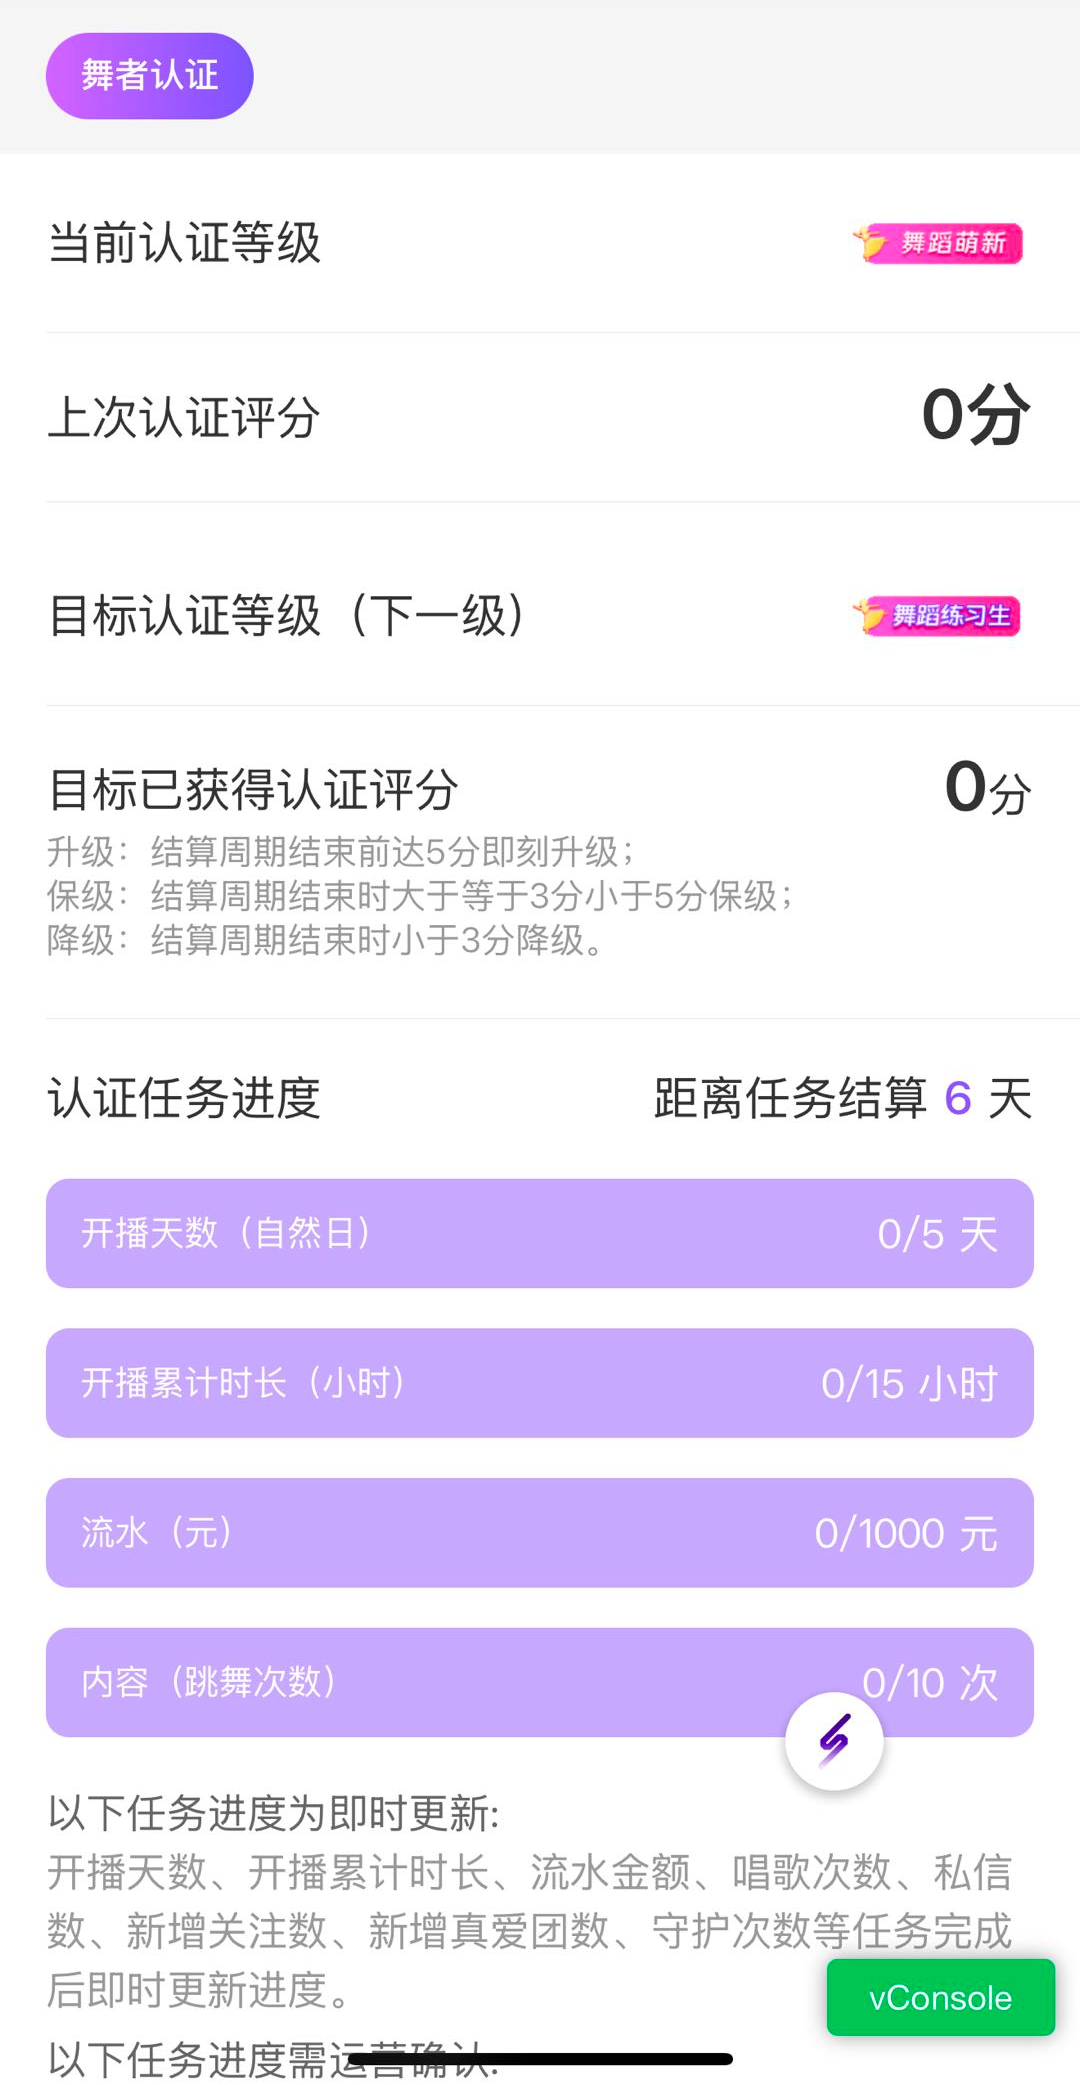 舞者认证
当前认证等级
舞蹈萌新
上次认证评分
0分
目标认证等级（下一级）
舞蹈练习生
目标已获得认证评分
0分
升级：结算周期结束前达5分即刻升级；
保级：结算周期结束时大于等于3分小于5分保级；
降级：结算周期结束时小于3分降级。
认证任务进度
距离任务结算 6 天
开播天数（自然日）
0/5 天
开播累计时长（小时）
0/15 小时
流水（元）
0/1000 元
内容（跳舞次数）
0/10 次
以下任务进度为即时更新:
开播天数、开播累计时长、流水金额、唱歌次数、私信
数、新增关注数、新增真爱团数、守护次数等任务完成
后即时更新进度。
vConsole
以下任务进度需运营确认: